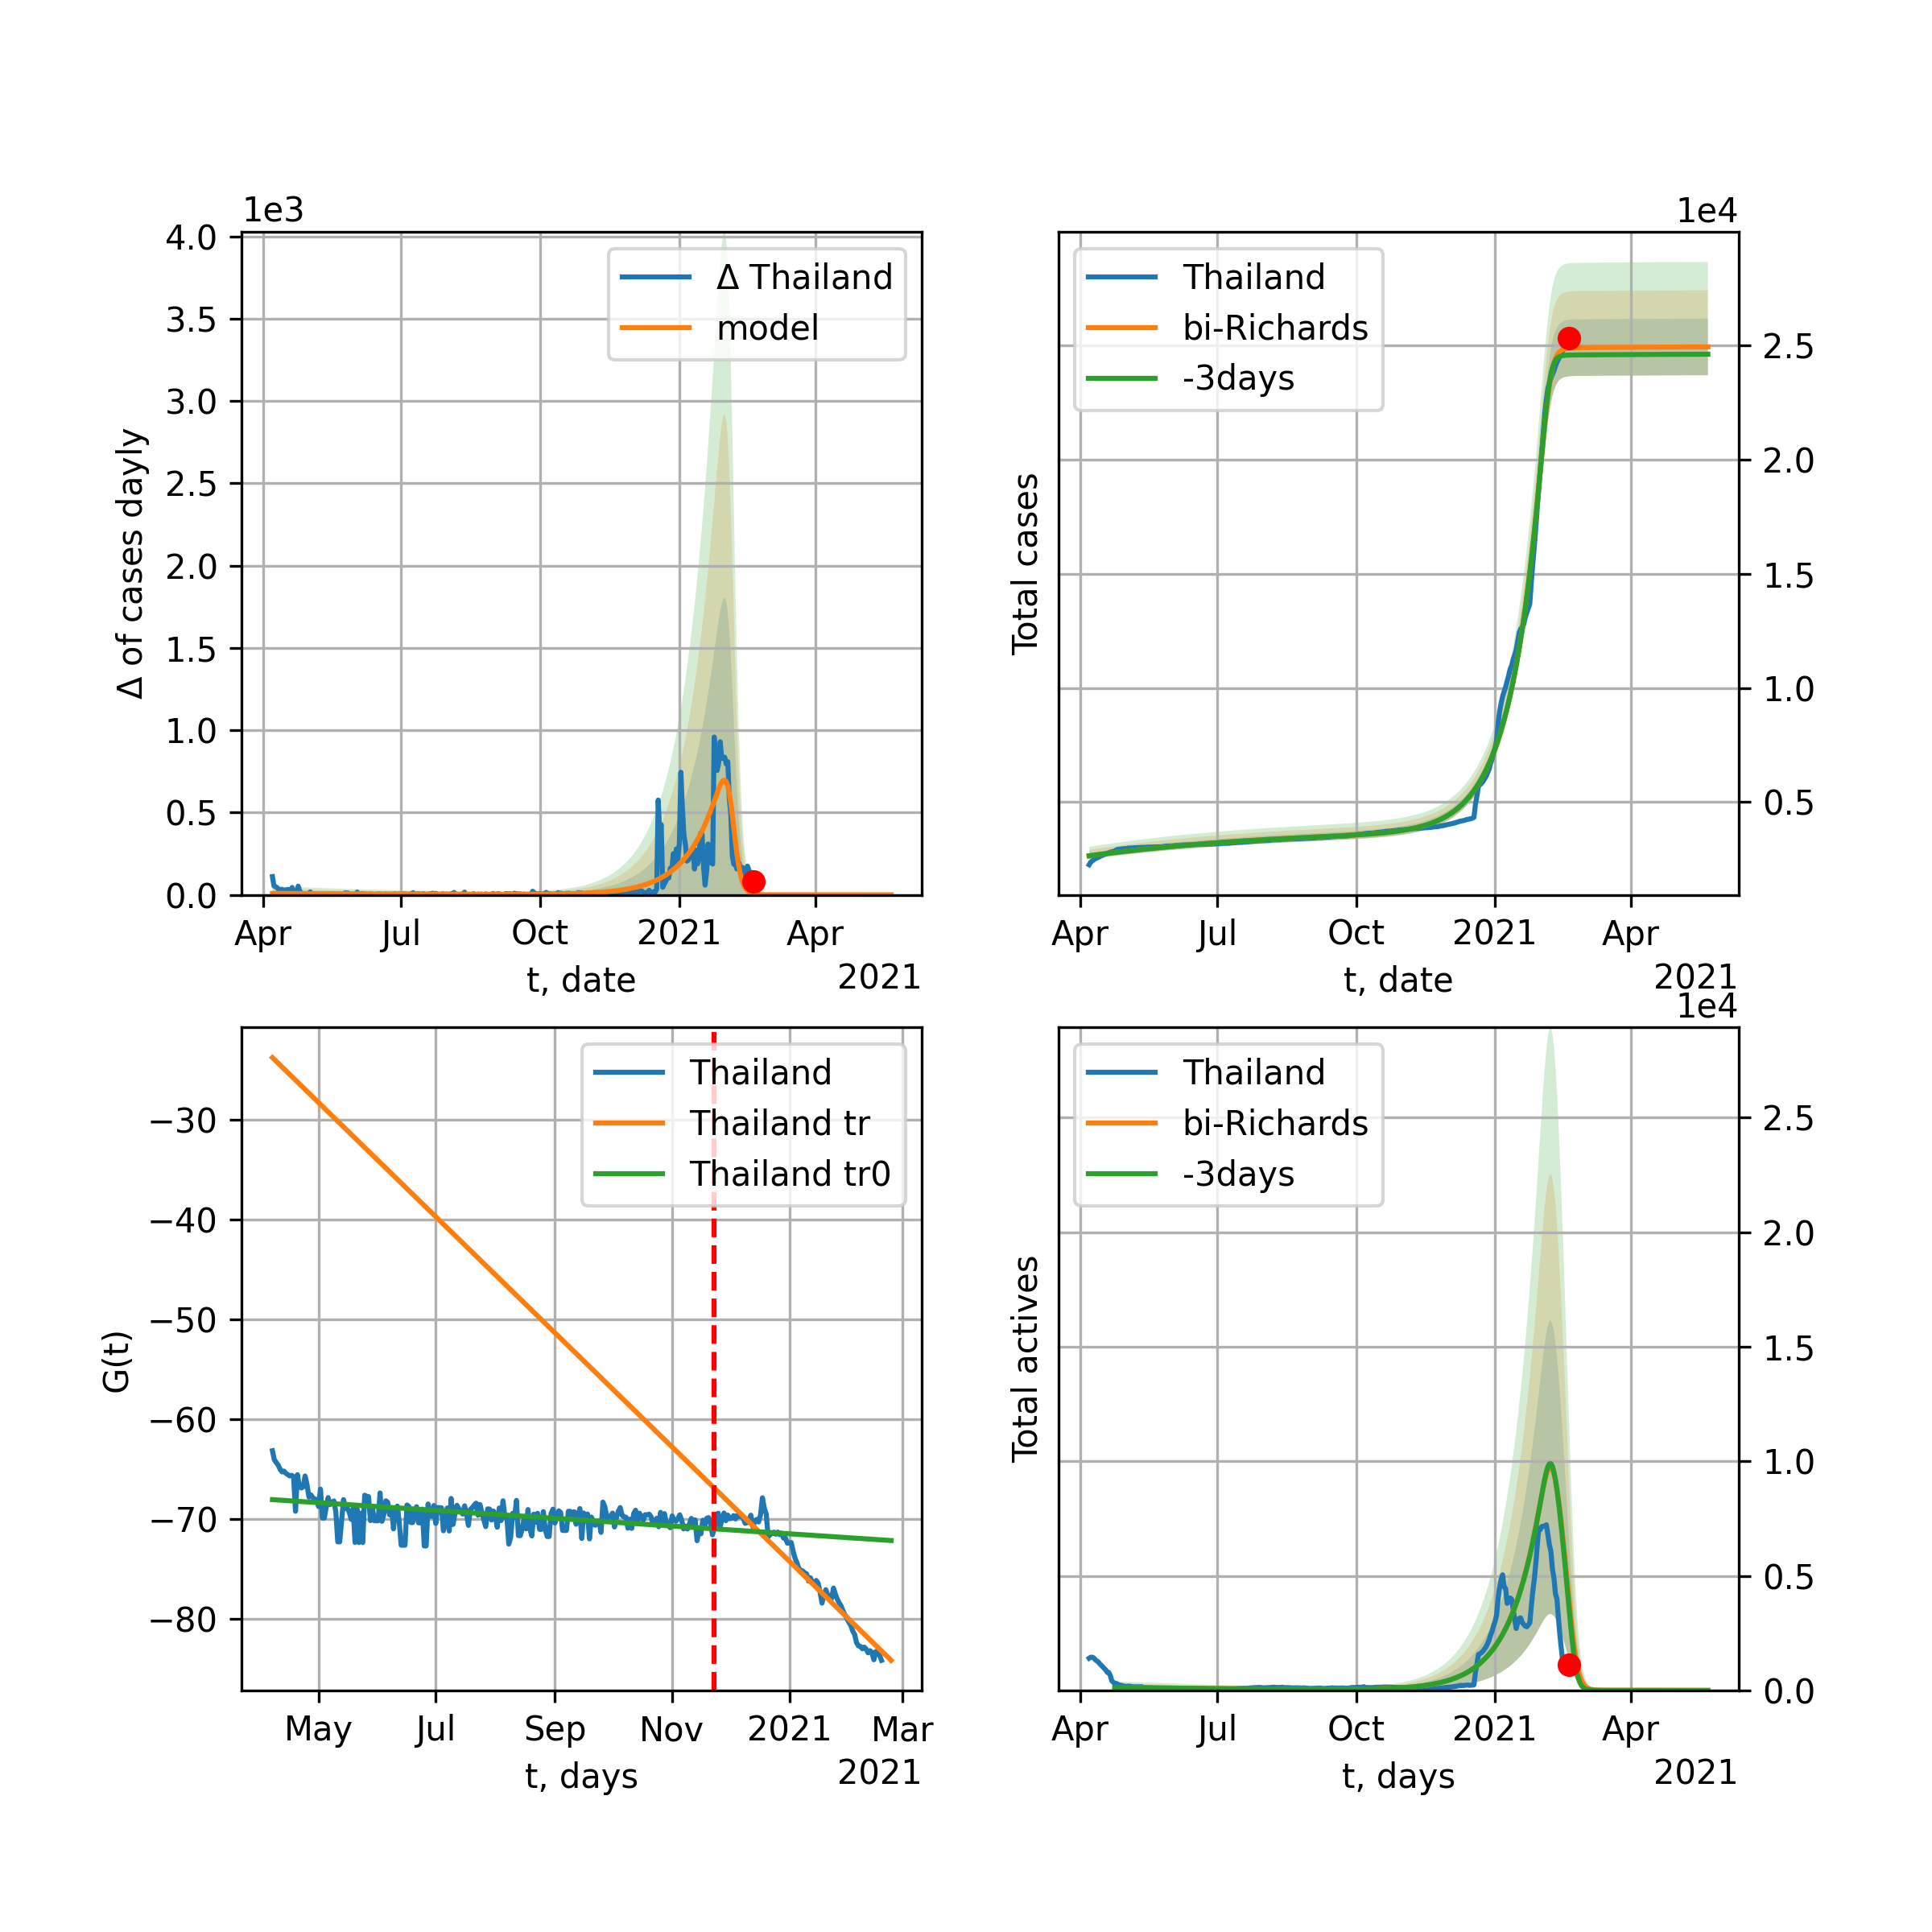 1e3
4.0
3.5
3.0
2.5
2.0
1.5
1.0
0.5
0.0
Δ of cases dayly
Δ Thailand
model
Apr Jul Oct 2021 Apr
t, date
2021
1e4
Total cases
Thailand
bi-Richards
-3days
2.5
2.0
1.5
1.0
0.5
Apr Jul Oct 2021 Apr
t, date
2021
−30
−40
−50
−60
−70
−80
G(t)
Thailand
Thailand tr
Thailand tr0
May Jul Sep Nov 2021 Mar
t, days
2021
1e4
Total actives
Thailand
bi-Richards
-3days
2.5
2.0
1.5
1.0
0.5
0.0
Apr Jul Oct 2021 Apr
t, days
2021